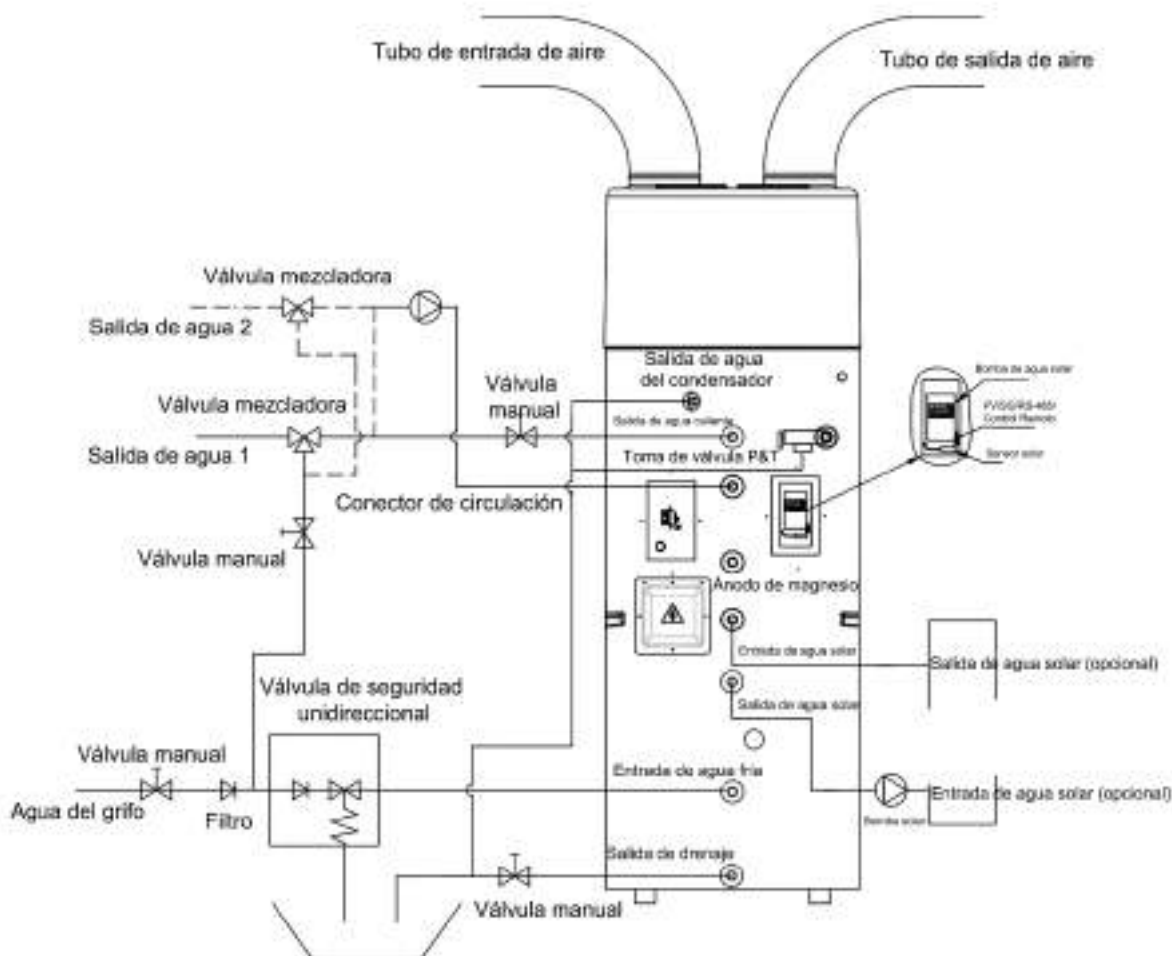 Tubo de entrada de aire
Tubo de salida de aire
Válvula mezcladora
Salida de agua 2
Salida de agua
del condensador
Válvula
manual
Bomba de agua solar
Válvula mezcladora
Salida de agua caliente
Control Remoto
Sensor solar
Salida de agua 1
Toma de válvula P&T
Conector de circulación
Válvula manual
Ánodo de magnesio
Entrada de agua solar
Salida de agua solar (opcional)
Válvula de seguridad
unidireccional
Salida de agua solar
Válvula manual
Entrada de agua fría
Agua del grifo
Filtro
Bomba solar
Entrada de agua solar (opcional)
Salida de drenaje
Válvula manual